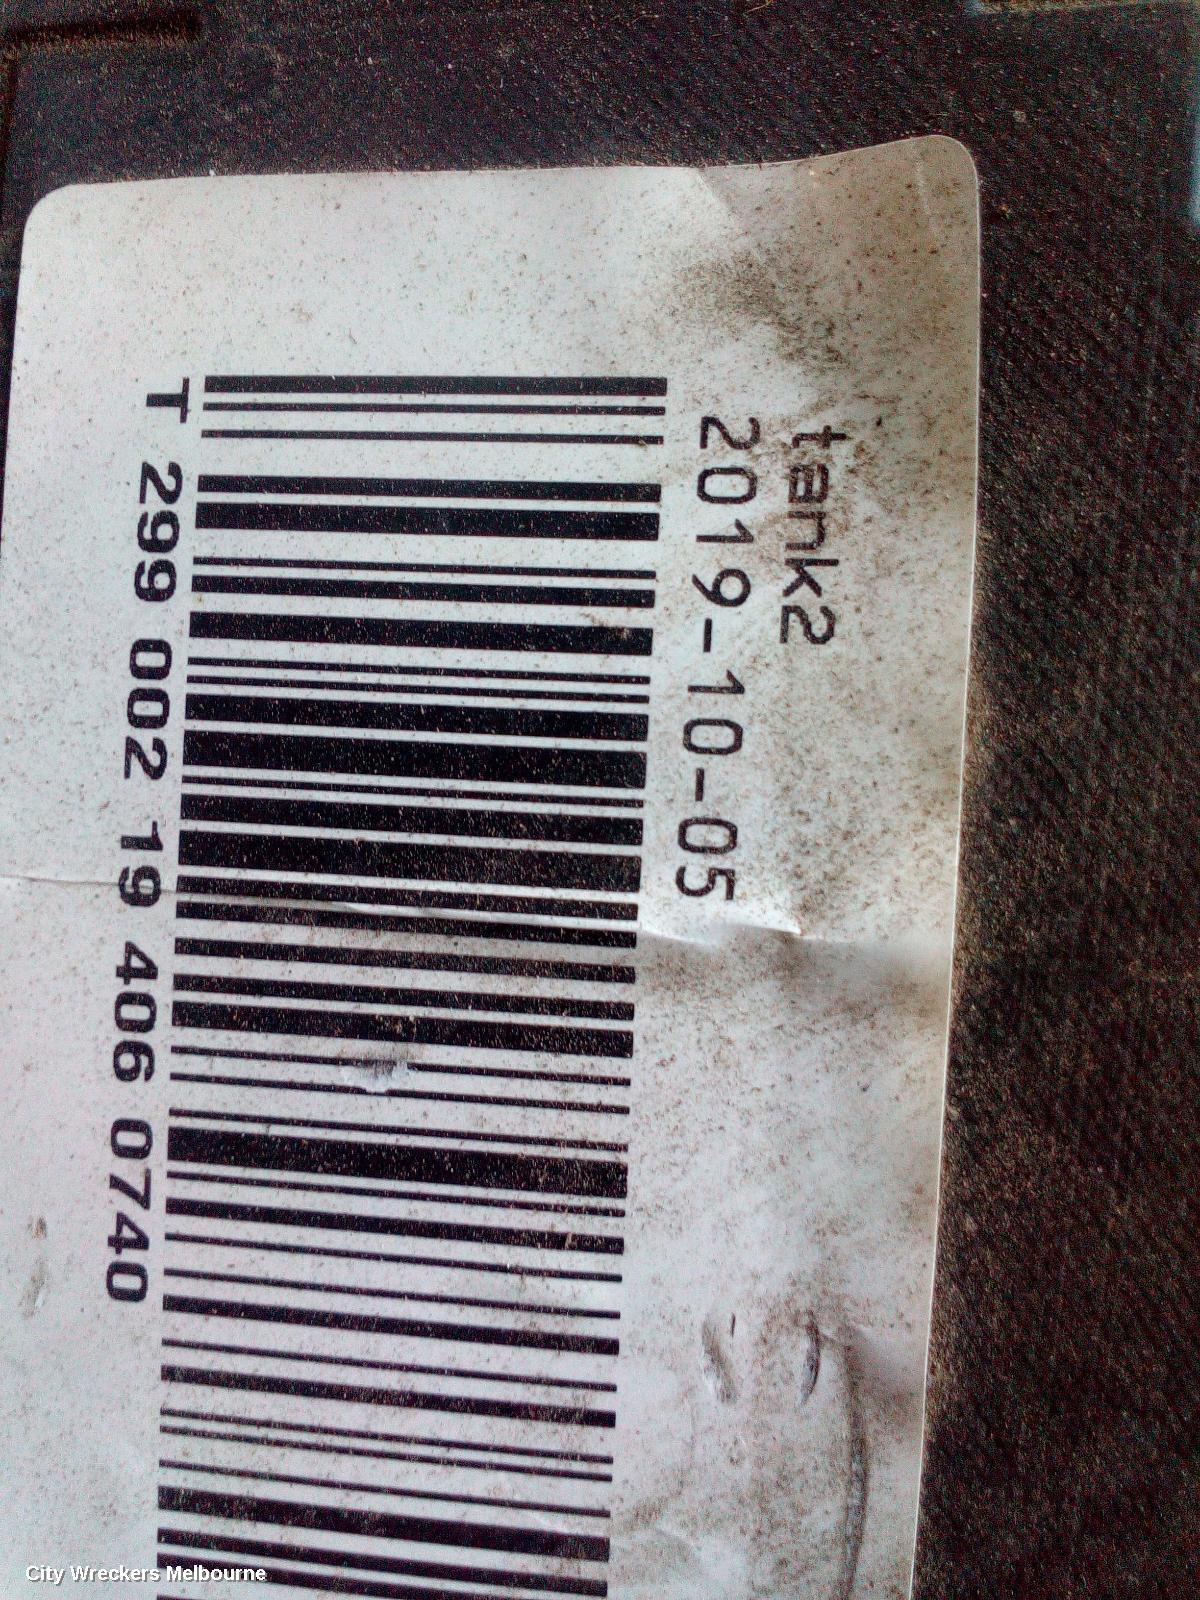 tank2
2019-10-05
T 299 002 19 406 0740
City Wreckers Melbourne